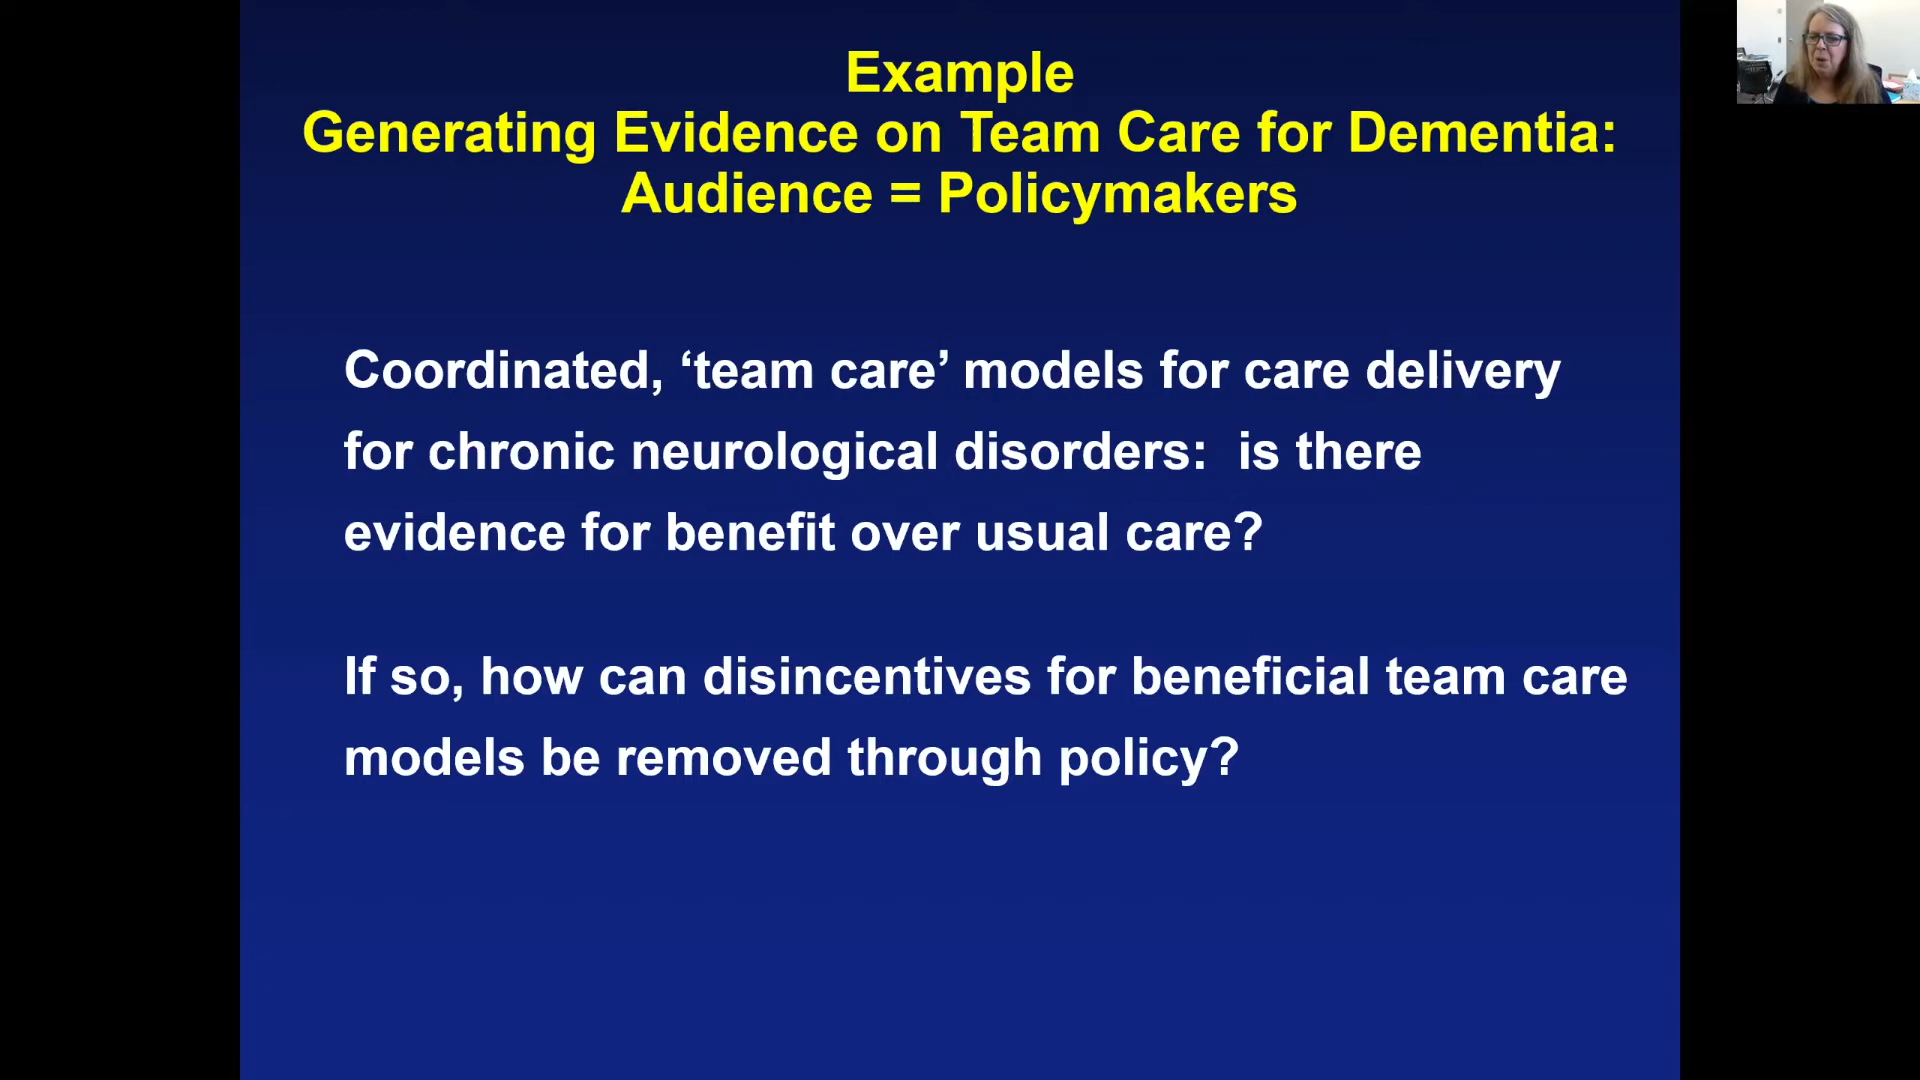 Example
Generating Evidence on Team Care for Dementia:
Audience = Policymakers
Coordinated, ‘team care’ models for care delivery
for chronic neurological disorders:  is there
evidence for benefit over usual care?
If so, how can disincentives for beneficial team care
models be removed through policy?